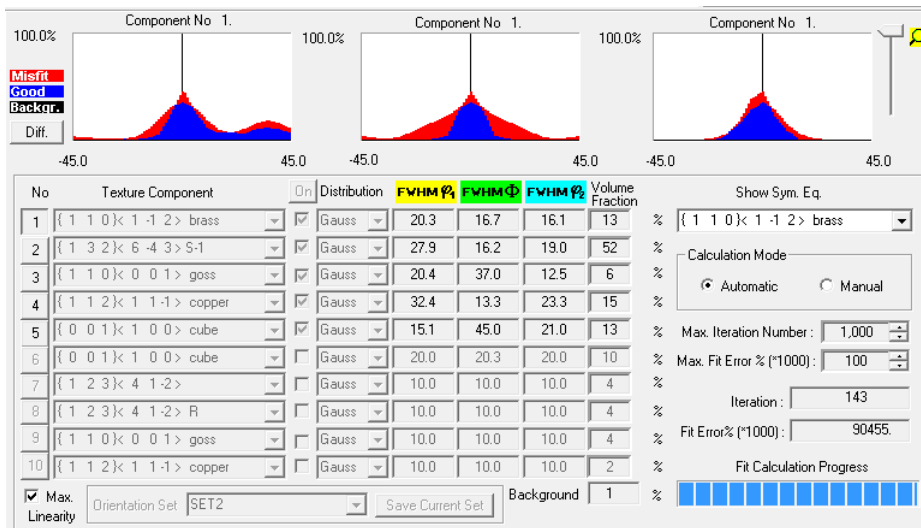 Component No 1. Component No 1. Component No 1.
100.0% 100.0% 100.0%
Misfit
Good
Backgr.
Diff.
-45.0 45.0 -45.0 45.0 -45.0 45.0
No Texture Component On Distribution FWHM φ1 FWHM Φ FWHM φ2 Volume Fraction Show Sym. Eq.
1 { 1 1 0}< 1 -1 2> brass Gauss 20.3 16.7 16.1 13 % { 1 1 0}< 1 -1 2> brass
2 { 1 3 2}< 6 -4 3> S-1 Gauss 27.9 16.2 19.0 52 %
Calculation Mode
3 { 1 1 0}< 0 0 1> goss Gauss 20.4 37.0 12.5 6 %
Automatic Manual
4 { 1 1 2}< 1 1-1> copper Gauss 32.4 13.3 23.3 15 %
5 { 0 0 1}< 1 0 0> cube Gauss 15.1 45.0 21.0 13 % Max. Iteration Number : 1,000
6 { 0 0 1}< 1 0 0> cube Gauss 20.0 20.3 10.0 10 % Max. Fit Error % (*1000) : 100
7 { 1 2 3}< 4 1-2> Gauss 10.0 10.0 10.0 4 %
Iteration : 143
8 { 1 2 3}< 4 1-2> R Gauss 10.0 10.0 10.0 4 %
9 { 1 1 0}< 0 0 1> goss Gauss 10.0 10.0 10.0 4 % Fit Error% (*1000) : 90455.
10 { 1 1 2}< 1 1-1> copper Gauss 10.0 10.0 10.0 2 % Fit Calculation Progress
Max. Linearity Orientation Set SET2 Save Current Set Background 1 %